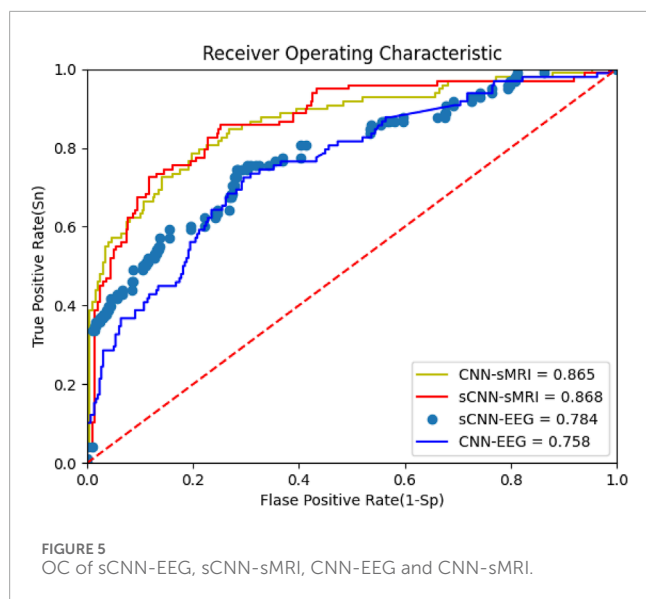 Receiver Operating Characteristic
1.0
0.8
0.6
0.4
0.2
0.0
True Positive Rate(Sn)
CNN-sMRI = 0.865
sCNN-sMRI = 0.868
sCNN-EEG = 0.784
CNN-EEG = 0.758
0.0 0.2 0.4 0.6 0.8 1.0
Flase Positive Rate(1-Sp)
FIGURE 5
OC of sCNN-EEG, sCNN-sMRI, CNN-EEG and CNN-sMRI.